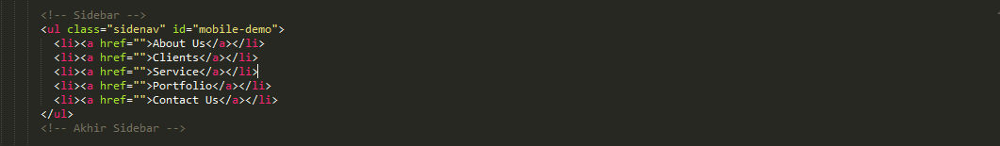 <!-- Sidebar -->
<ul class="sidenav" id="mobile-demo">
<li><a href="">About Us</a></li>
<li><a href="">Clients</a></li>
<li><a href="">Service</a></li>
<li><a href="">Portfolio</a></li>
<li><a href="">Contact Us</a></li>
</ul>
<!-- Akhir Sidebar -->